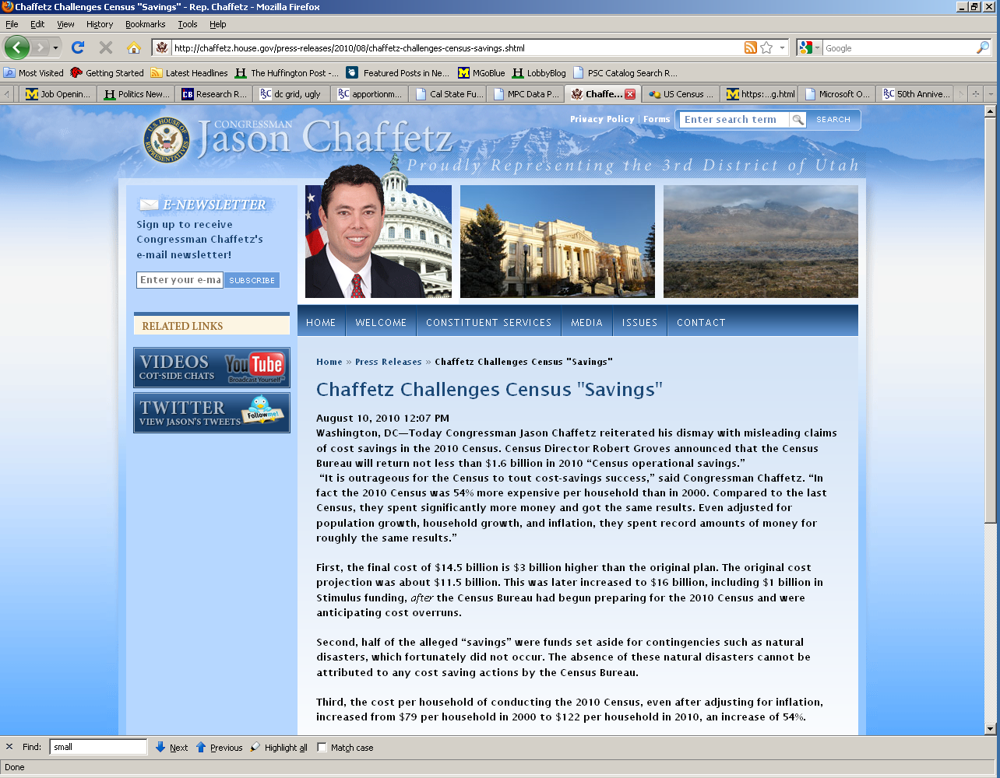 Chaffetz Challenges Census "Savings" - Rep. Chaffetz - Mozilla Firefox
File Edit View History Bookmarks Tools Help
http://chaffetz.house.gov/press-releases/2010/08/chaffetz-challenges-census-savings.shtml
Google
Most Visited Getting Started Latest Headlines The Huffington Post -... Featured Posts in Ne... MGoBlue LobbyBlog PSC Catalog Search R...
Job Openin... Politics New... Research R... dc grid, ugly apportionm... Cal State Fu... MPC Data P... Chaffe... US Census ... https:...g.html Microsoft O... 50th Annive...
Privacy Policy | Forms Enter search term SEARCH
U.S. HOUSE OF REPRESENTATIVES
CONGRESSMAN
Jason Chaffetz
Proudly Representing the 3rd District of Utah
E-NEWSLETTER
Sign up to receive
Congressman Chaffetz's
e-mail newsletter!
Enter your e-ma SUBSCRIBE
RELATED LINKS
VIDEOS
COT-SIDE CHATS
YouTube
Broadcast Yourself
TWITTER
VIEW JASON'S TWEETS
Follow me!
HOME WELCOME CONSTITUENT SERVICES MEDIA ISSUES CONTACT
Home » Press Releases » Chaffetz Challenges Census "Savings"
Chaffetz Challenges Census "Savings"
August 10, 2010 12:07 PM
Washington, DC—Today Congressman Jason Chaffetz reiterated his dismay with misleading claims
of cost savings in the 2010 Census. Census Director Robert Groves announced that the Census
Bureau will return not less than $1.6 billion in 2010 “Census operational savings.”
“It is outrageous for the Census to tout cost-savings success,” said Congressman Chaffetz. “In
fact the 2010 Census was 54% more expensive per household than in 2000. Compared to the last
Census, they spent significantly more money and got the same results. Even adjusted for
population growth, household growth, and inflation, they spent record amounts of money for
roughly the same results.”
First, the final cost of $14.5 billion is $3 billion higher than the original plan. The original cost
projection was about $11.5 billion. This was later increased to $16 billion, including $1 billion in
Stimulus funding, after the Census Bureau had begun preparing for the 2010 Census and were
anticipating cost overruns.
Second, half of the alleged “savings” were funds set aside for contingencies such as natural
disasters, which fortunately did not occur. The absence of these natural disasters cannot be
attributed to any cost saving actions by the Census Bureau.
Third, the cost per household of conducting the 2010 Census, even after adjusting for inflation,
increased from $79 per household in 2000 to $122 per household in 2010, an increase of 54%.
Find: small Next Previous Highlight all Match case
Done